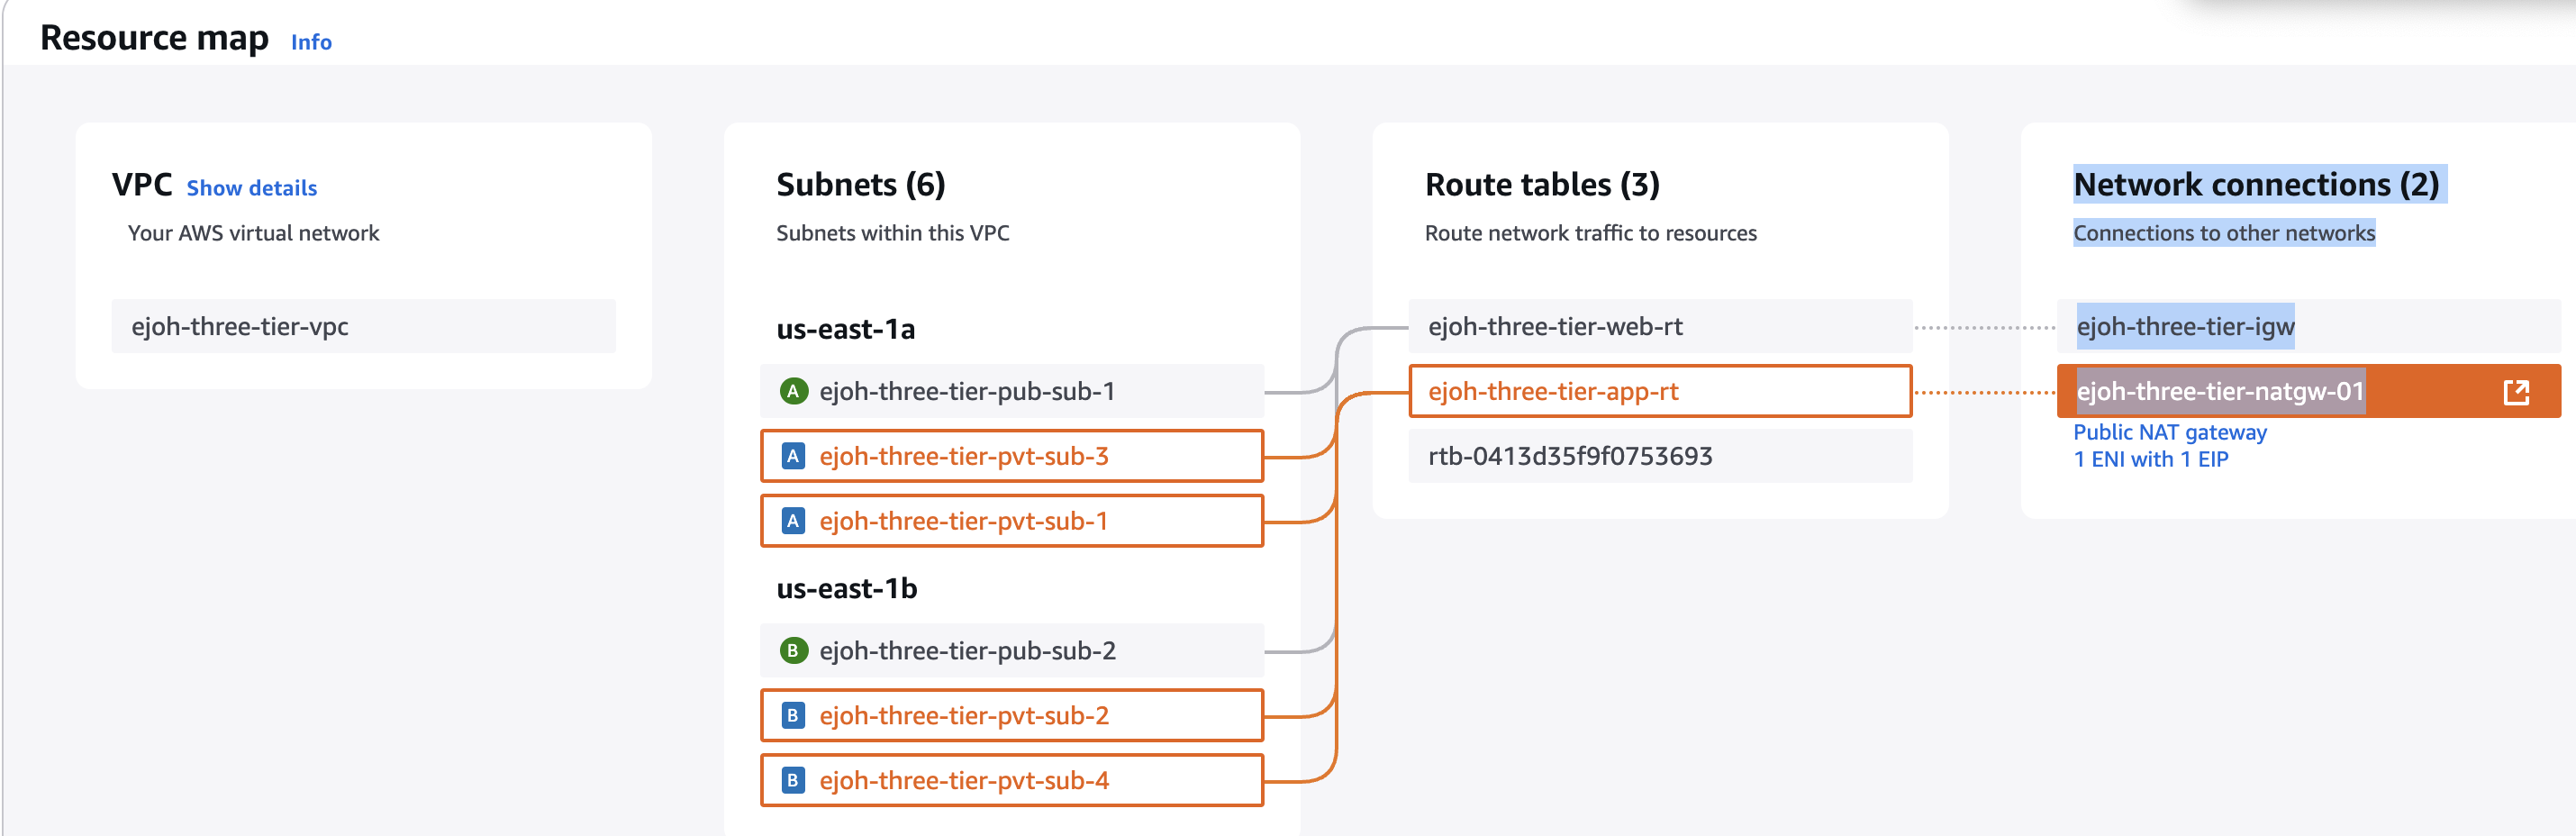 Resource map Info
VPC Show details
Your AWS virtual network
ejoh-three-tier-vpc
Subnets (6)
Subnets within this VPC
us-east-1a
A ejoh-three-tier-pub-sub-1
A ejoh-three-tier-pvt-sub-3
A ejoh-three-tier-pvt-sub-1
us-east-1b
B ejoh-three-tier-pub-sub-2
B ejoh-three-tier-pvt-sub-2
B ejoh-three-tier-pvt-sub-4
Route tables (3)
Route network traffic to resources
ejoh-three-tier-web-rt
ejoh-three-tier-app-rt
rtb-0413d35f9f0753693
Network connections (2)
Connections to other networks
ejoh-three-tier-igw
ejoh-three-tier-natgw-01
Public NAT gateway
1 ENI with 1 EIP